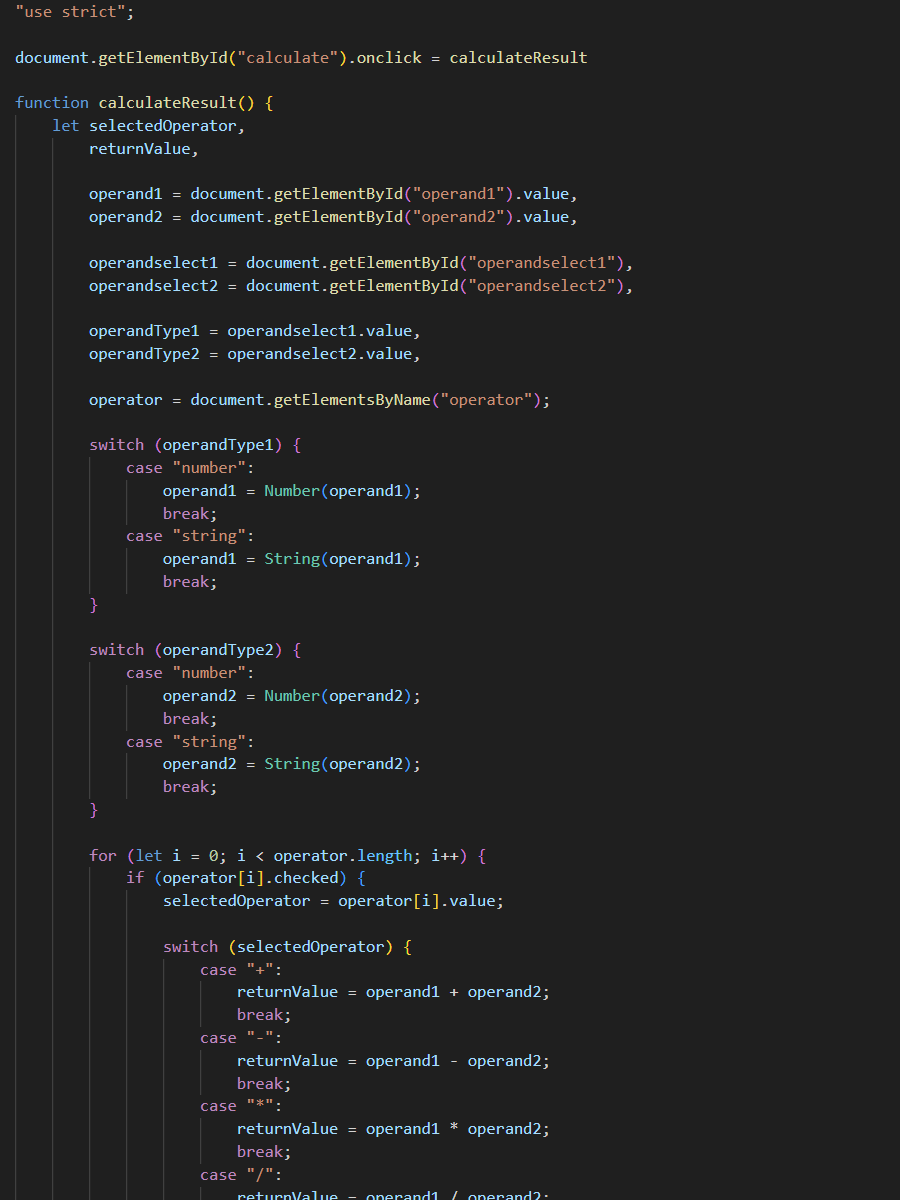 "use strict";
document.getElementById("calculate").onclick = calculateResult
function calculateResult() {
let selectedOperator,
returnValue,
operand1 = document.getElementById("operand1").value,
operand2 = document.getElementById("operand2").value,
operandselect1 = document.getElementById("operandselect1"),
operandselect2 = document.getElementById("operandselect2"),
operandType1 = operandselect1.value,
operandType2 = operandselect2.value,
operator = document.getElementsByName("operator");
switch (operandType1) {
case "number":
operand1 = Number(operand1);
break;
case "string":
operand1 = String(operand1);
break;
}
switch (operandType2) {
case "number":
operand2 = Number(operand2);
break;
case "string":
operand2 = String(operand2);
break;
}
for (let i = 0; i < operator.length; i++) {
if (operator[i].checked) {
selectedOperator = operator[i].value;
switch (selectedOperator) {
case "+":
returnValue = operand1 + operand2;
break;
case "-":
returnValue = operand1 - operand2;
break;
case "*":
returnValue = operand1 * operand2;
break;
case "/":
returnValue = operand1 / operand2;